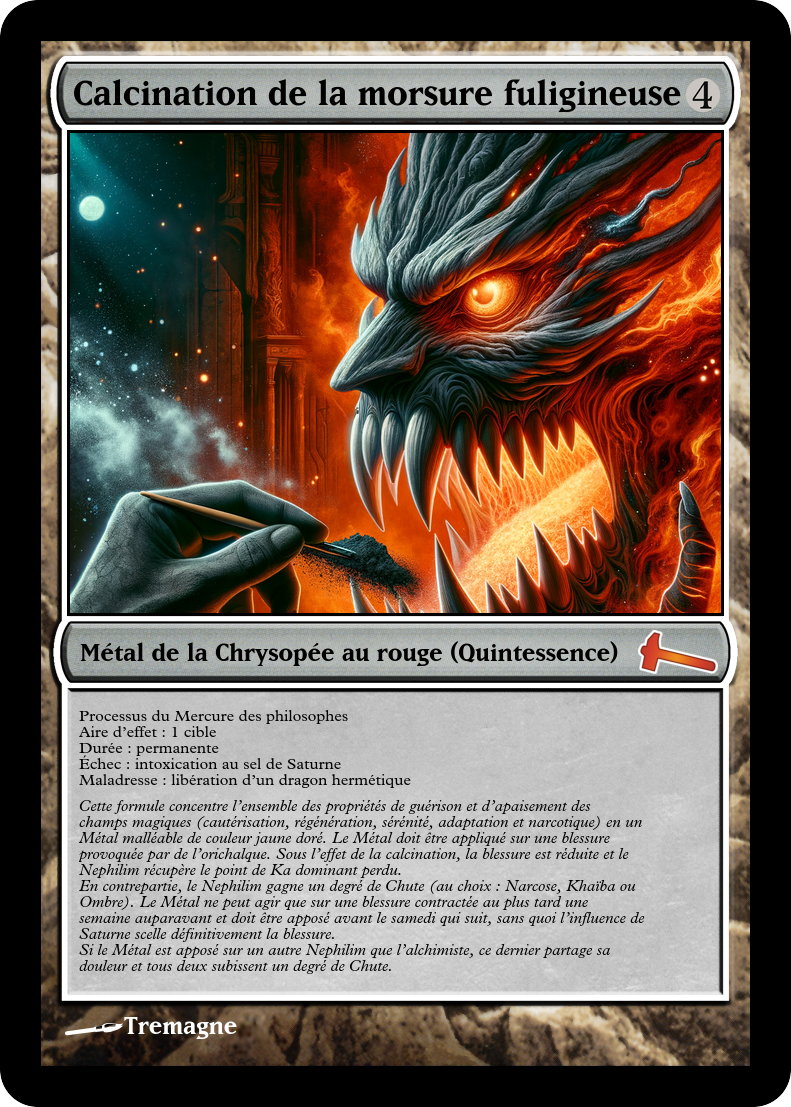 Calcination de la morsure fuligineuse 4
Métal de la Chrysopée au rouge (Quintessence)
Processus du Mercure des philosophes
Aire d'effet : 1 cible
Durée : permanente
Échec : intoxication au sel de Saturne
Maladresse : libération d'un dragon hermétique
Cette formule concentre l'ensemble des propriétés de guérison et d'apaisement des
champs magiques (cautérisation, régénération, sérénité, adaptation et narcotique) en un
Métal malléable de couleur jaune doré. Le Métal doit être appliqué sur une blessure
provoquée par de l'orichalque. Sous l'effet de la calcination, la blessure est réduite et le
Nephilim récupère le point de Ka dominant perdu.
En contrepartie, le Nephilim gagne un degré de Chute (au choix : Narcose, Khaïba ou
Ombre). Le Métal ne peut agir que sur une blessure contractée au plus tard une
semaine auparavant et doit être apposé avant le samedi qui suit, sans quoi l'influence de
Saturne scelle définitivement la blessure.
Si le Métal est apposé sur un autre Nephilim que l'alchimiste, ce dernier partage sa
douleur et tous deux subissent un degré de Chute.
Tremagne